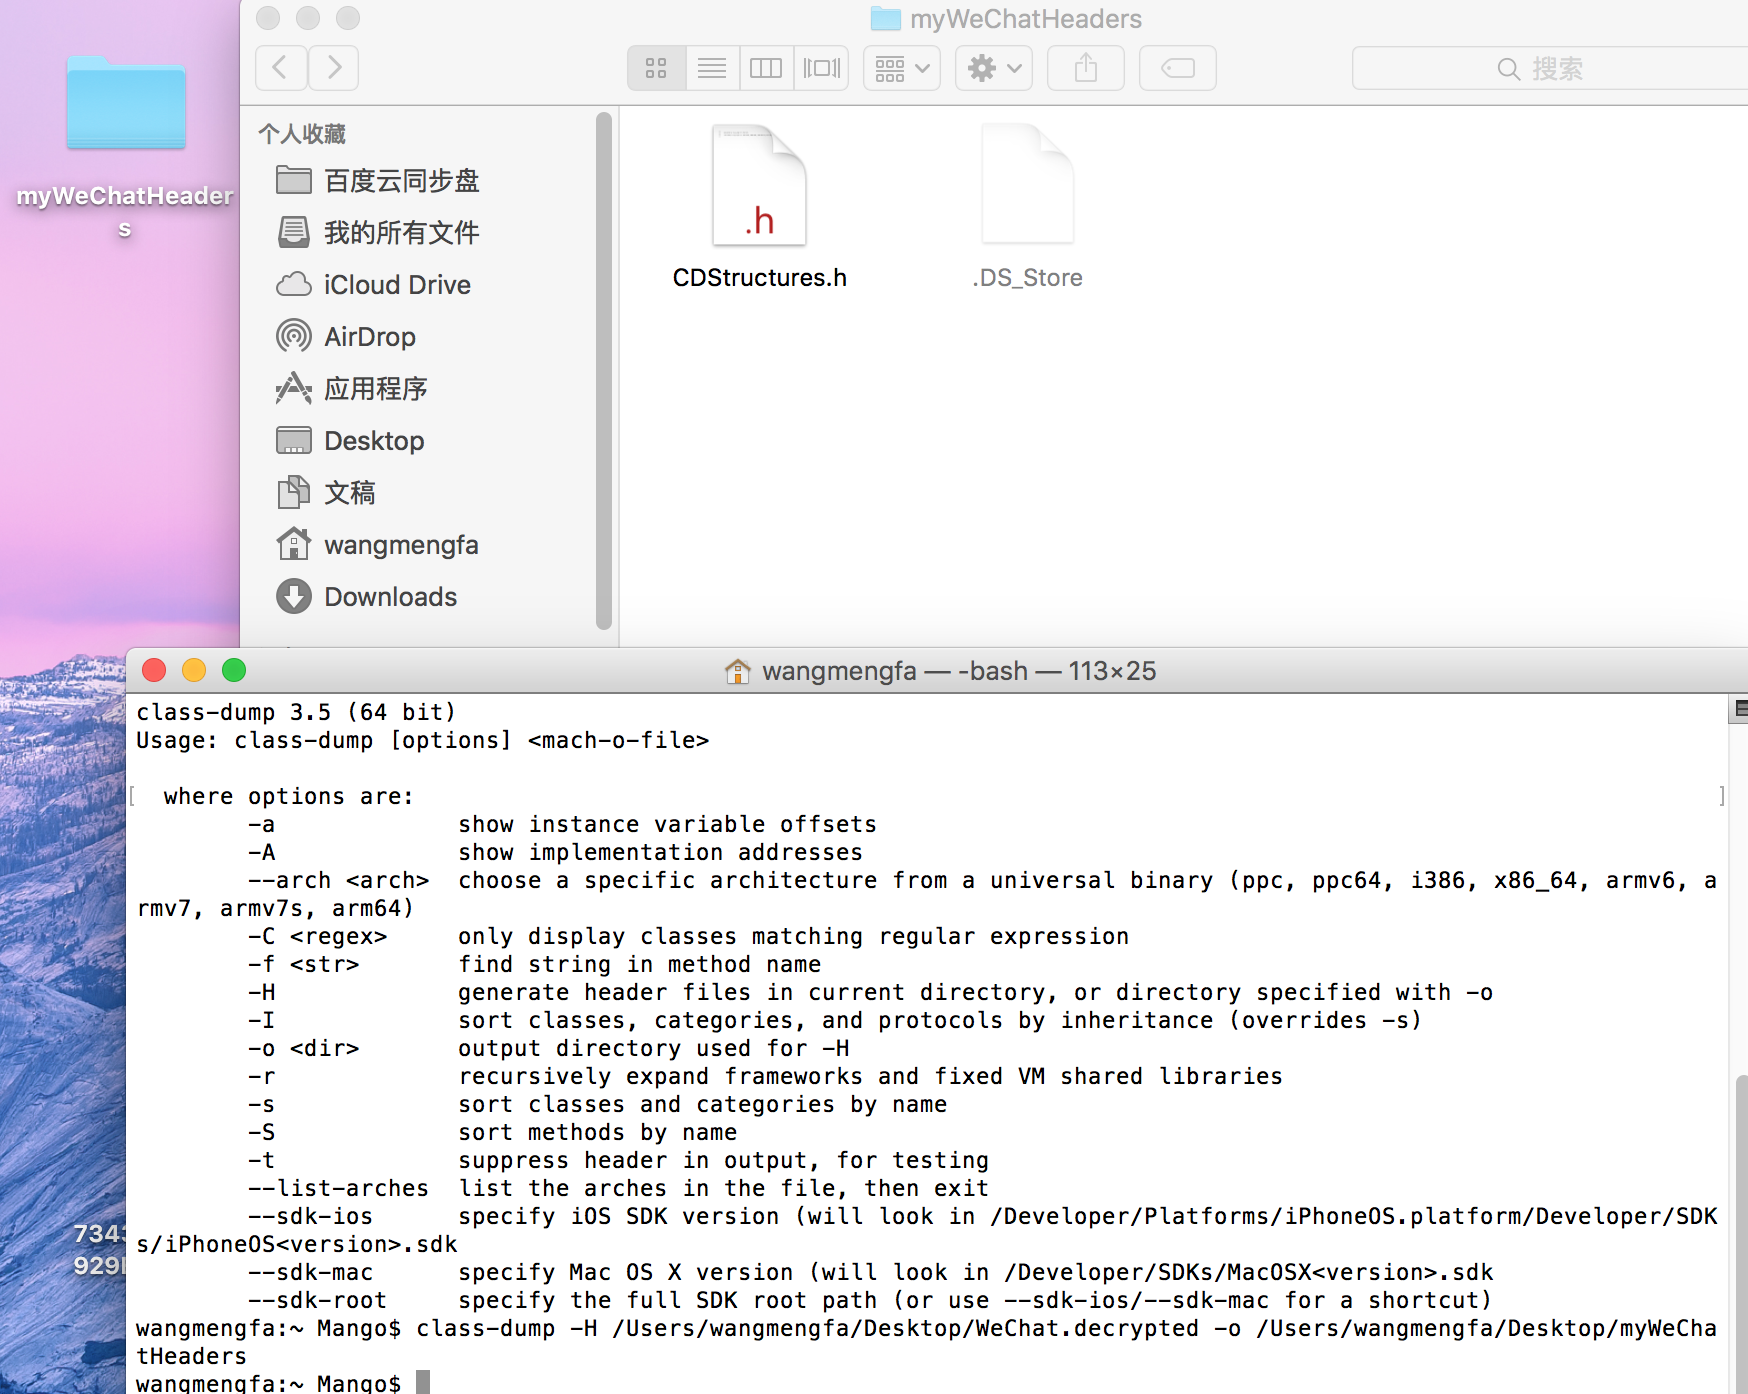 myWeChatHeaders
搜索
myWeChatHeader
s
个人收藏
百度云同步盘
我的所有文件
iCloud Drive
AirDrop
应用程序
Desktop
文稿
wangmengfa
Downloads
.h
CDStructures.h
.DS_Store
7343
929
wangmengfa — -bash — 113×25
class-dump 3.5 (64 bit)
Usage: class-dump [options] <mach-o-file>
[  where options are: ]
        -a             show instance variable offsets
        -A             show implementation addresses
        --arch <arch>  choose a specific architecture from a universal binary (ppc, ppc64, i386, x86_64, armv6, a
rmv7, armv7s, arm64)
        -C <regex>     only display classes matching regular expression
        -f <str>       find string in method name
        -H             generate header files in current directory, or directory specified with -o
        -I             sort classes, categories, and protocols by inheritance (overrides -s)
        -o <dir>       output directory used for -H
        -r             recursively expand frameworks and fixed VM shared libraries
        -s             sort classes and categories by name
        -S             sort methods by name
        -t             suppress header in output, for testing
        --list-arches  list the arches in the file, then exit
        --sdk-ios      specify iOS SDK version (will look in /Developer/Platforms/iPhoneOS.platform/Developer/SDK
s/iPhoneOS<version>.sdk
        --sdk-mac      specify Mac OS X version (will look in /Developer/SDKs/MacOSX<version>.sdk
        --sdk-root     specify the full SDK root path (or use --sdk-ios/--sdk-mac for a shortcut)
wangmengfa:~ Mango$ class-dump -H /Users/wangmengfa/Desktop/WeChat.decrypted -o /Users/wangmengfa/Desktop/myWeCha
tHeaders
wangmengfa:~ Mango$